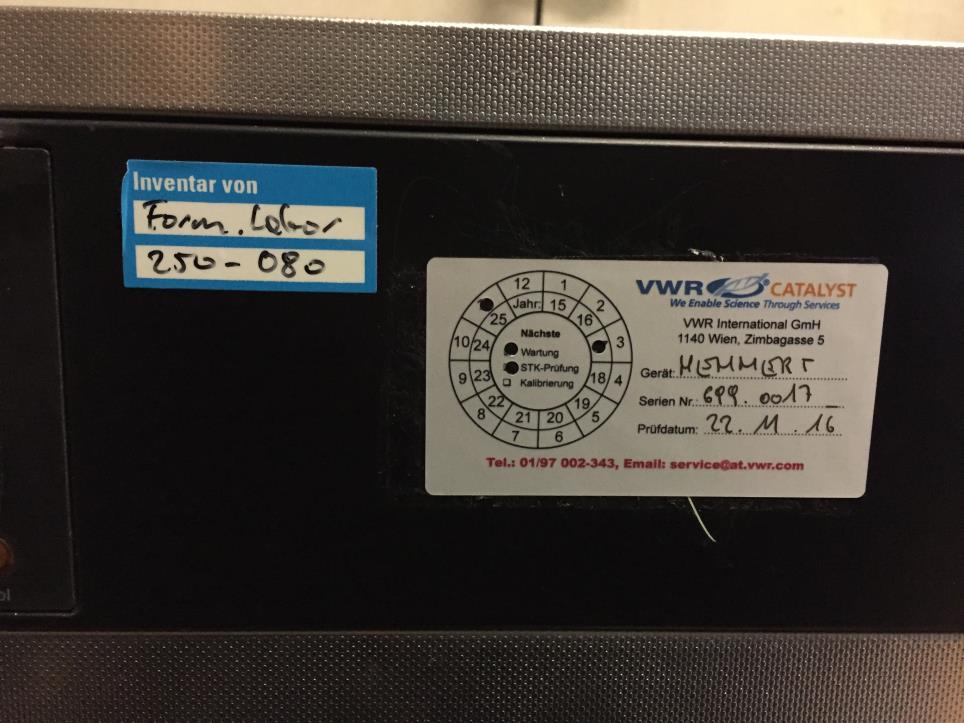 Inventar von
Form. Labor
250-080
VWR CATALYST
We Enable Science Through Services
VWR International GmbH
1140 Wien, Zimbagasse 5
Gerät: MEMMERT
Serien Nr.: 699.0017
Prüfdatum: 22.11.16
12 1 2 3 4 5 6 7 8 9 10
Jahr: 15 16 18 19 20 21 22 23 24 25
Nächste
Wartung
STK-Prüfung
Kalibrierung
Tel.: 01/97 002-343, Email: service@at.vwr.com